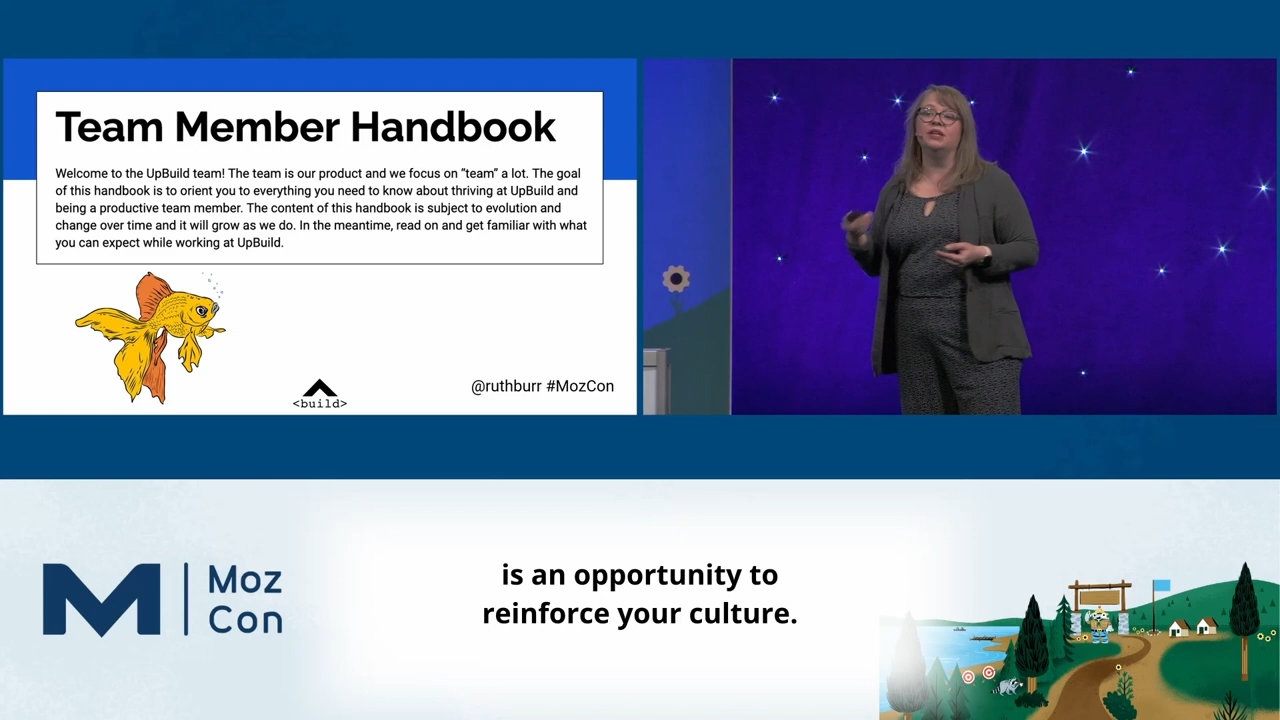 Team Member Handbook
Welcome to the UpBuild team! The team is our product and we focus on “team” a lot. The goal
of this handbook is to orient you to everything you need to know about thriving at UpBuild and
being a productive team member. The content of this handbook is subject to evolution and
change over time and it will grow as we do. In the meantime, read on and get familiar with what
you can expect while working at UpBuild.
<build>
@ruthburr #MozCon
M
Moz
Con
is an opportunity to
reinforce your culture.